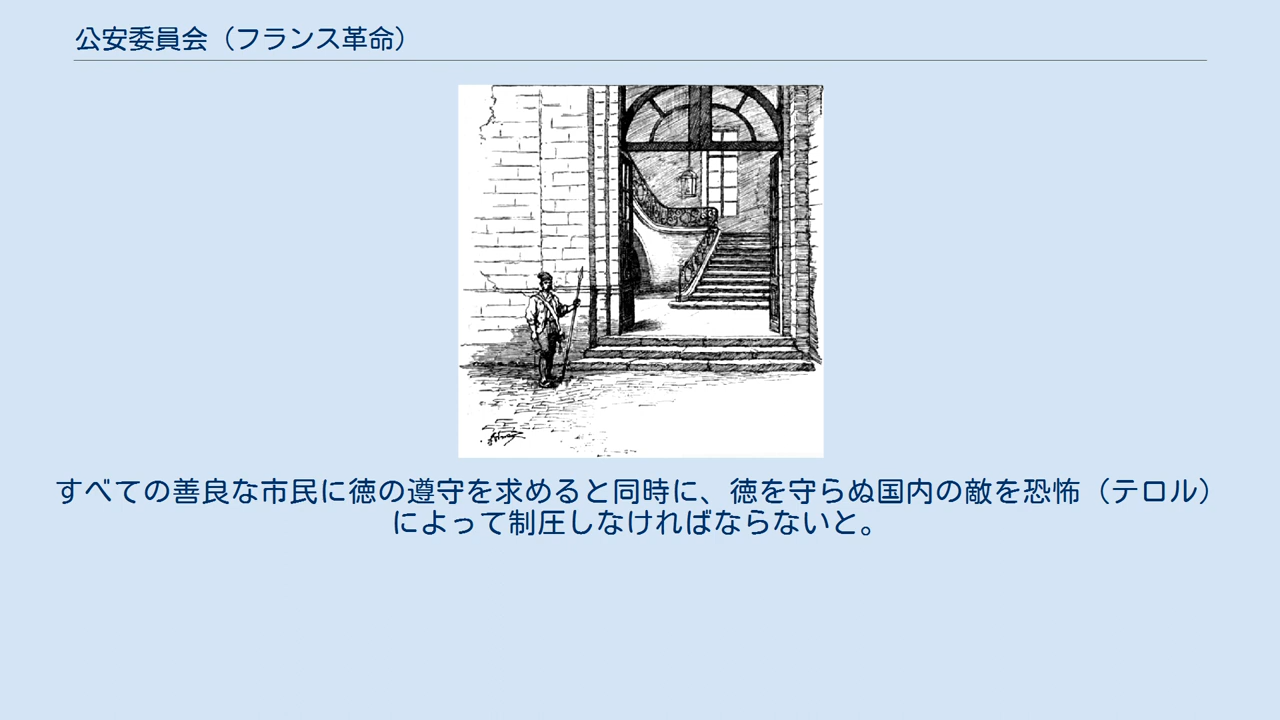 公安委員会（フランス革命）
すべての善良な市民に徳の遵守を求めると同時に、徳を守らぬ国内の敵を恐怖（テロル）
によって制圧しなければならないと。